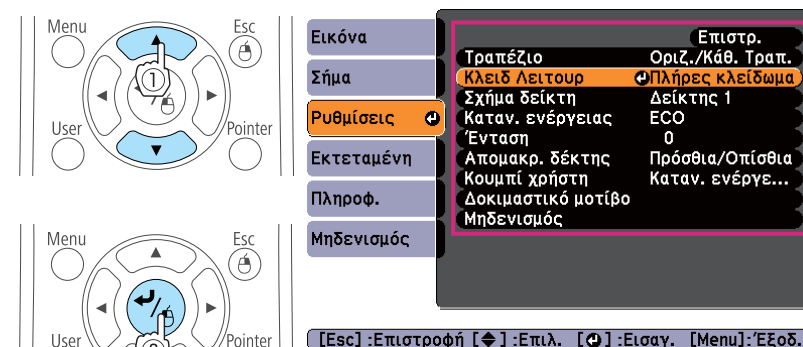 Menu
Esc
①
User
Pointer
Menu
Esc
User
Pointer
Εικόνα
Σήμα
Ρυθμίσεις
Εκτεταμένη
Πληροφ.
Μηδενισμός
Επιστρ.
Τραπέζιο Οριζ./Κάθ. Τραπ.
Κλειδ Λειτουρ Πλήρες κλείδωμα
Σχήμα δείκτη Δείκτης 1
Καταν. ενέργειας ECO
Ένταση 0
Απομακρ. δέκτης Πρόσθια/Οπίσθια
Κουμπί χρήστη Καταν. ενέργε...
Δοκιμαστικό μοτίβο
Μηδενισμός
[Esc] :Επιστροφή [◆] :Επιλ. [⏎] :Εισαγ. [Menu]:Έξοδ.